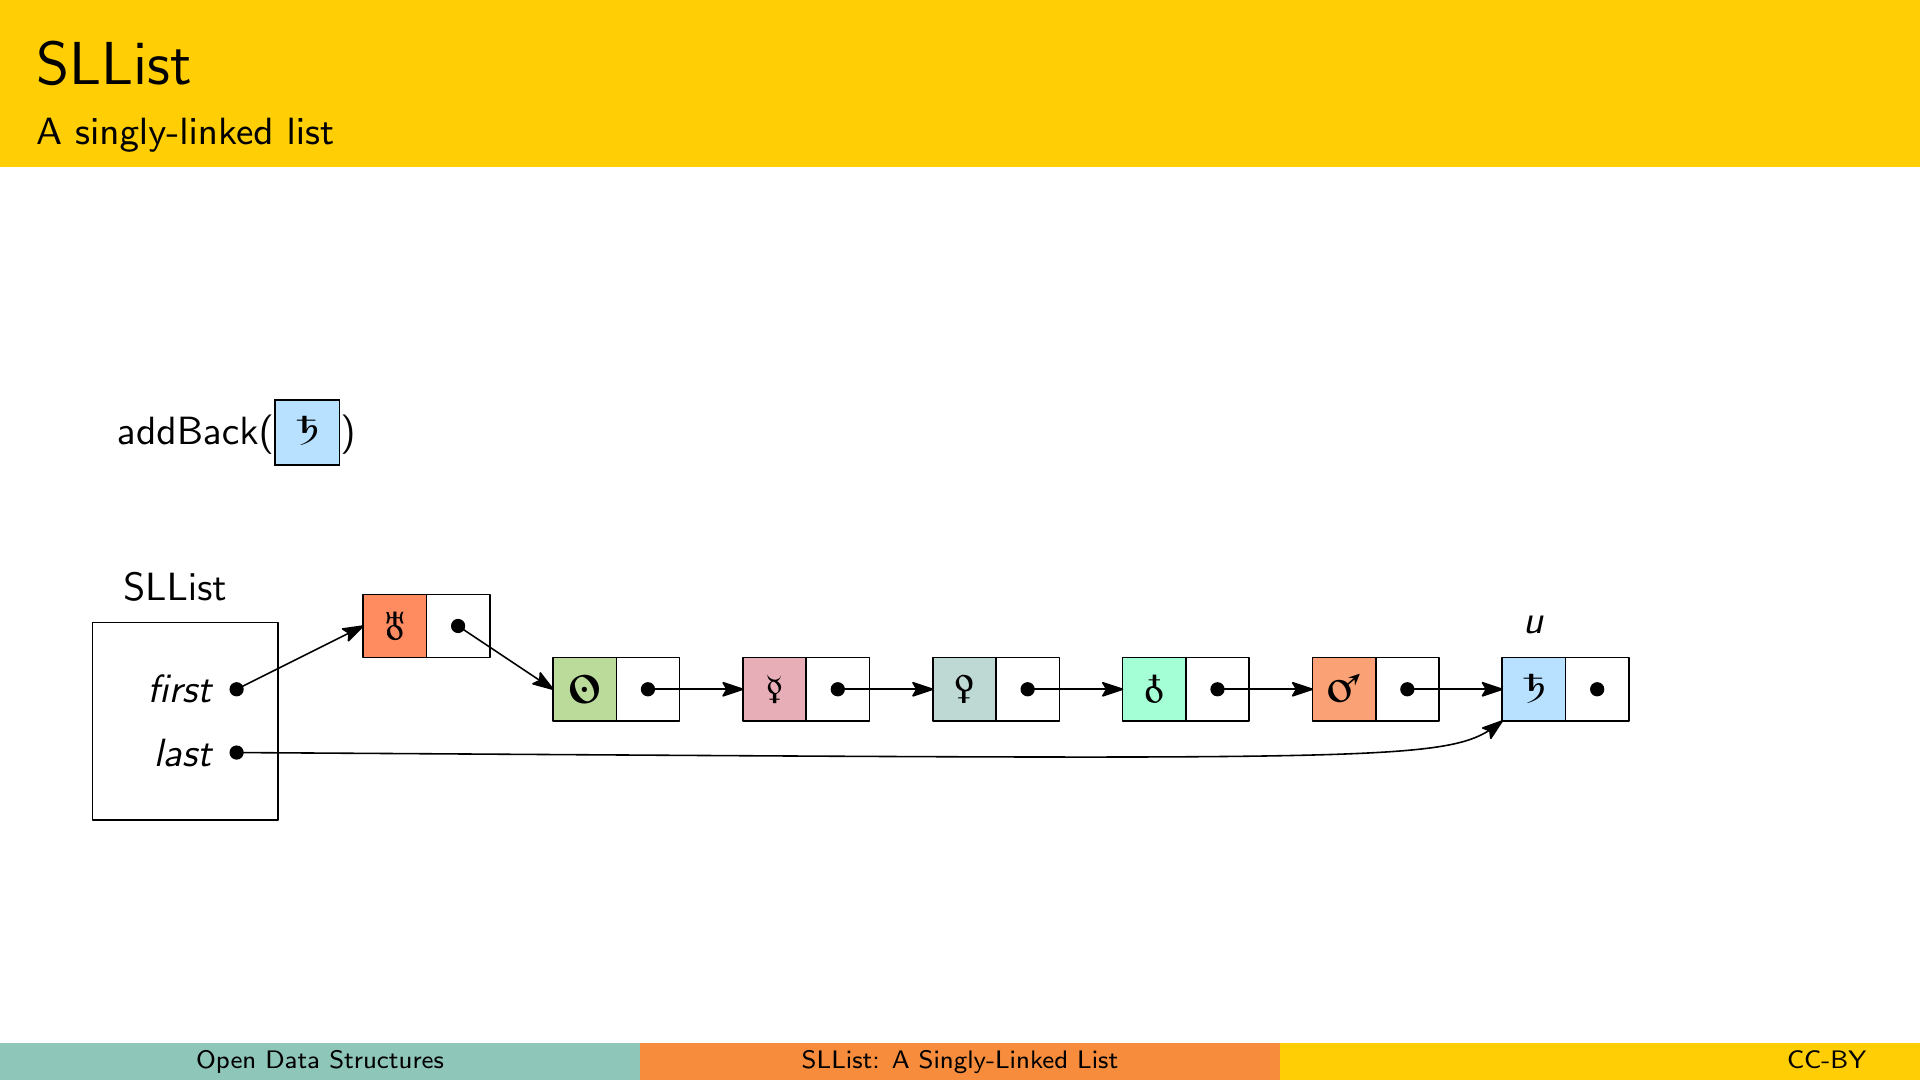 SLList
A singly-linked list
addBack(♄)
SLList
first
last
♅ ☉ ☿ ♀ ♁ ♂ ♄
u
Open Data Structures
SLList: A Singly-Linked List
CC-BY